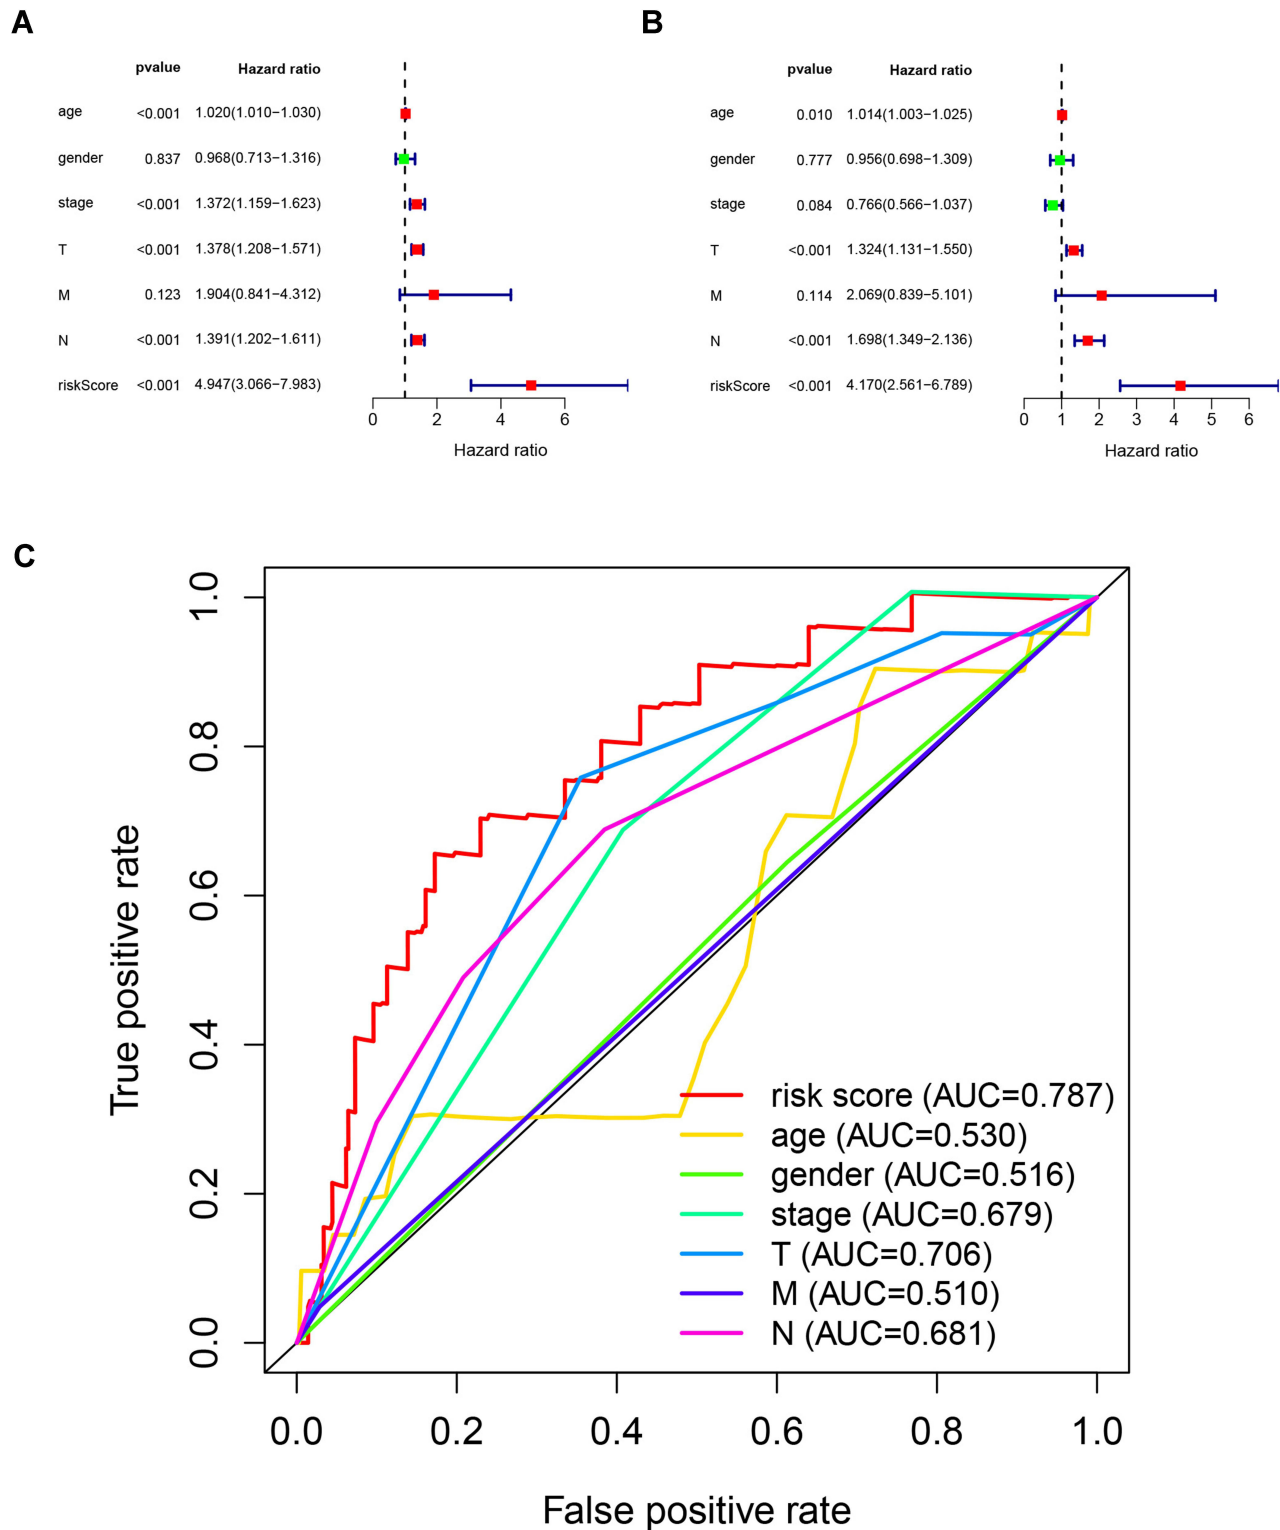 A
pvalue Hazard ratio
age <0.001 1.020(1.010−1.030)
gender 0.837 0.968(0.713−1.316)
stage <0.001 1.372(1.159−1.623)
T <0.001 1.378(1.208−1.571)
M 0.123 1.904(0.841−4.312)
N <0.001 1.391(1.202−1.611)
riskScore <0.001 4.947(3.066−7.983)
0 2 4 6
Hazard ratio
B
pvalue Hazard ratio
age 0.010 1.014(1.003−1.025)
gender 0.777 0.956(0.698−1.309)
stage 0.084 0.766(0.566−1.037)
T <0.001 1.324(1.131−1.550)
M 0.114 2.069(0.839−5.101)
N <0.001 1.698(1.349−2.136)
riskScore <0.001 4.170(2.561−6.789)
0 1 2 3 4 5 6
Hazard ratio
C
True positive rate
1.0
0.8
0.6
0.4
0.2
0.0
risk score (AUC=0.787)
age (AUC=0.530)
gender (AUC=0.516)
stage (AUC=0.679)
T (AUC=0.706)
M (AUC=0.510)
N (AUC=0.681)
0.0 0.2 0.4 0.6 0.8 1.0
False positive rate